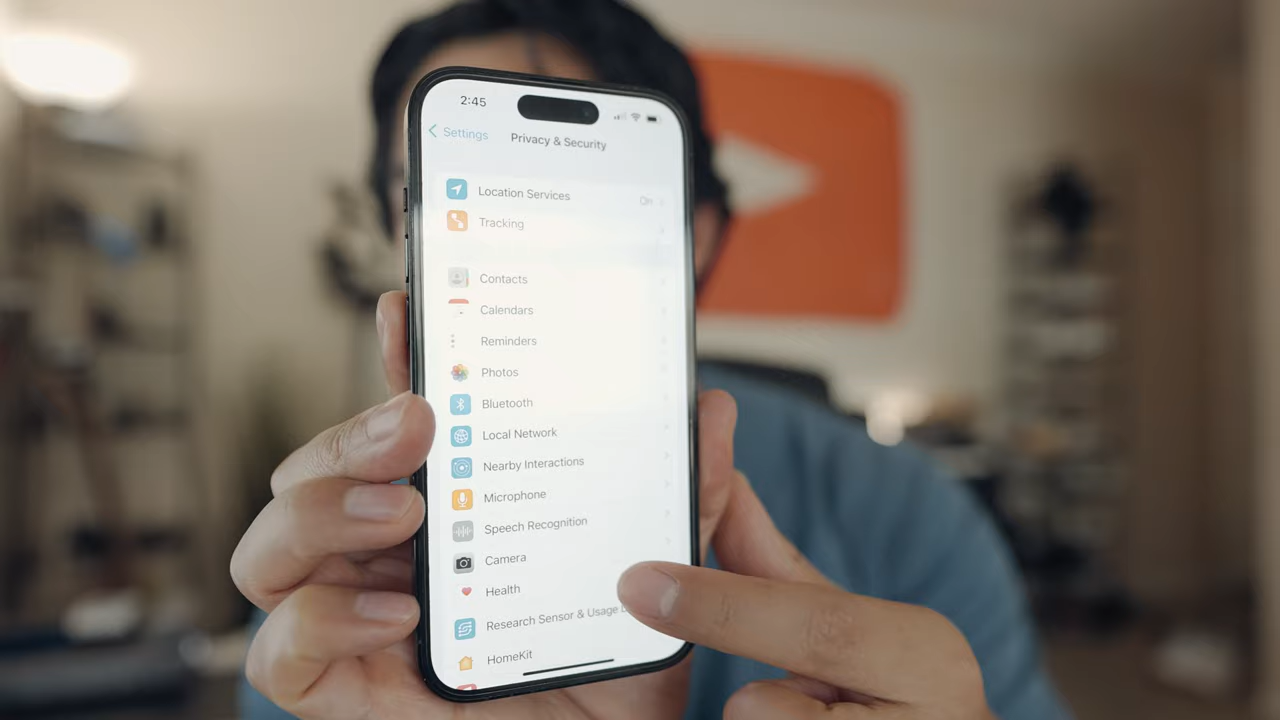 2:45
Settings
Privacy & Security
Location Services On
Tracking
Contacts
Calendars
Reminders
Photos
Bluetooth
Local Network
Nearby Interactions
Microphone
Speech Recognition
Camera
Health
Research Sensor & Usage
HomeKit